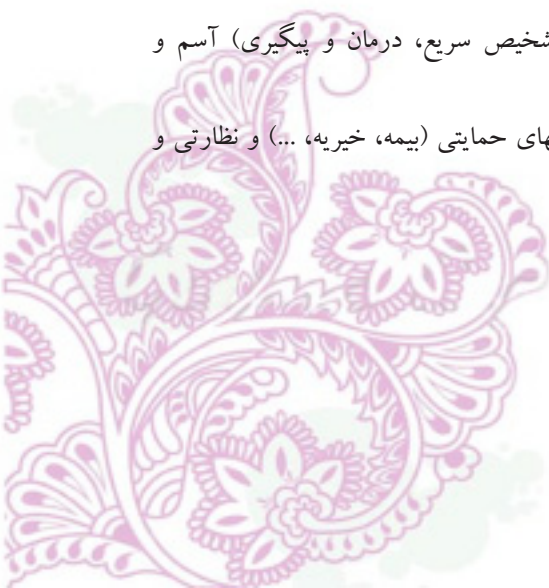 شخیص سریع، درمان و پیگیری) آسم و
های حمایتی (بیمه، خیریه، ...) و نظارتی و